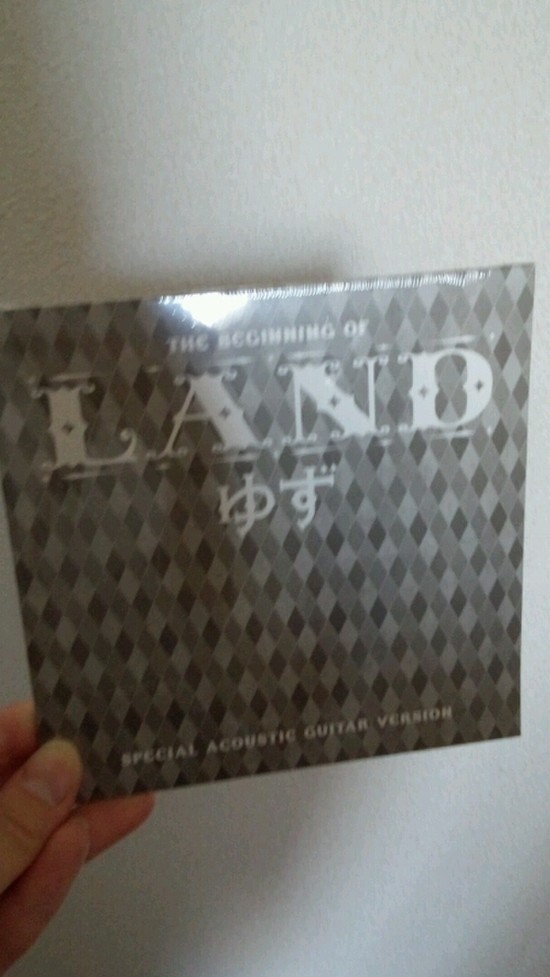 THE BEGINNING OF
LAND
ゆず
SPECIAL ACOUSTIC GUITAR VERSION